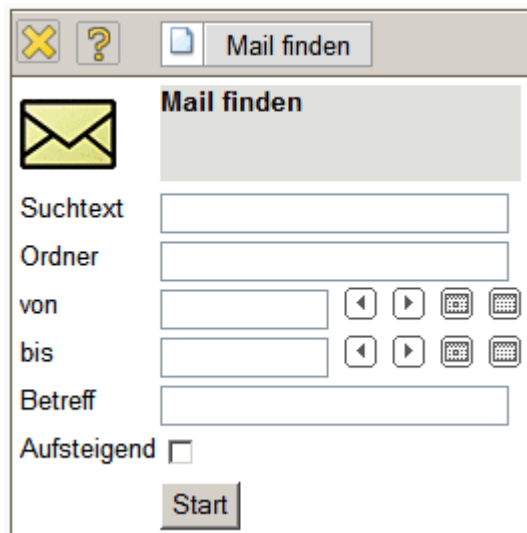 Mail finden
Mail finden
Suchtext
Ordner
von
bis
Betreff
Aufsteigend
Start